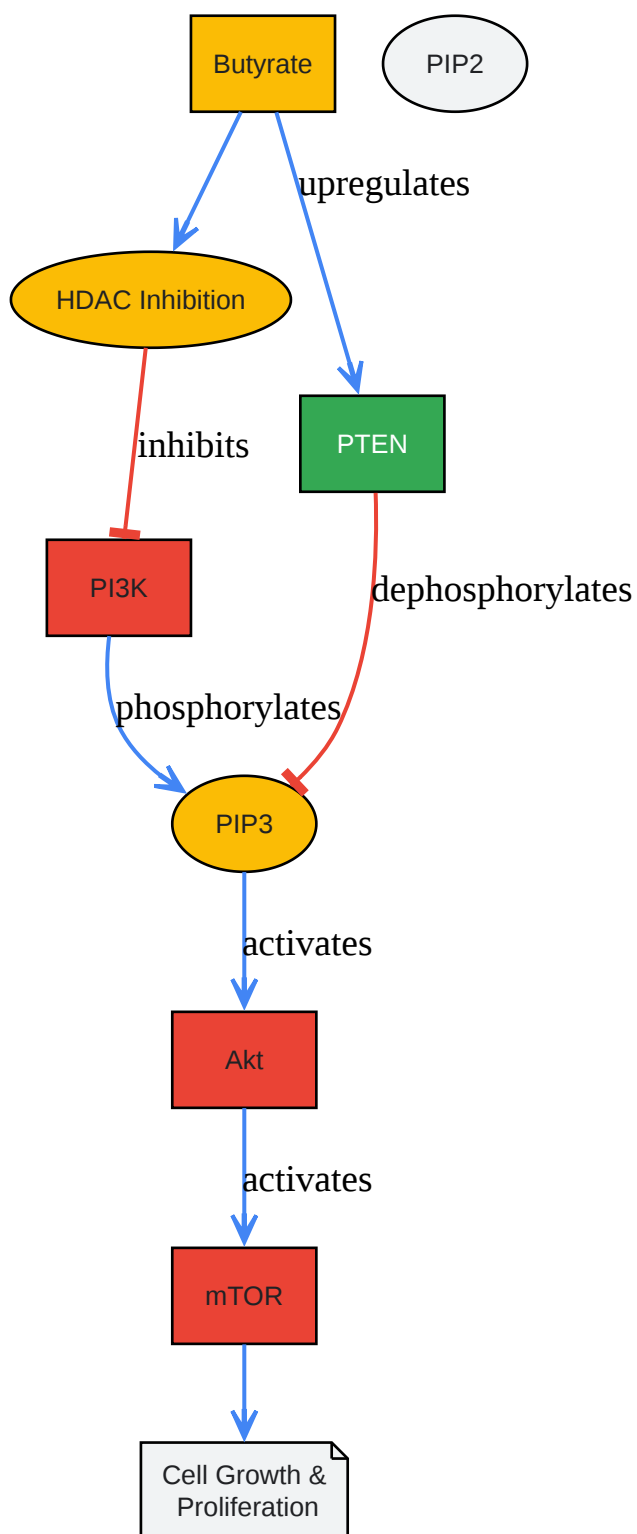 Butyrate
PIP2
upregulates
HDAC Inhibition
PTEN
inhibits
PI3K
dephosphorylates
phosphorylates
PIP3
activates
Akt
activates
mTOR
Cell Growth &
Proliferation